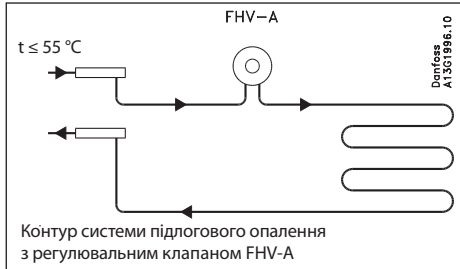 FHV–A
t ≤ 55 °C
Danfoss
A13G1996.10
Контур системи підлогового опалення
з регулювальним клапаном FHV-A